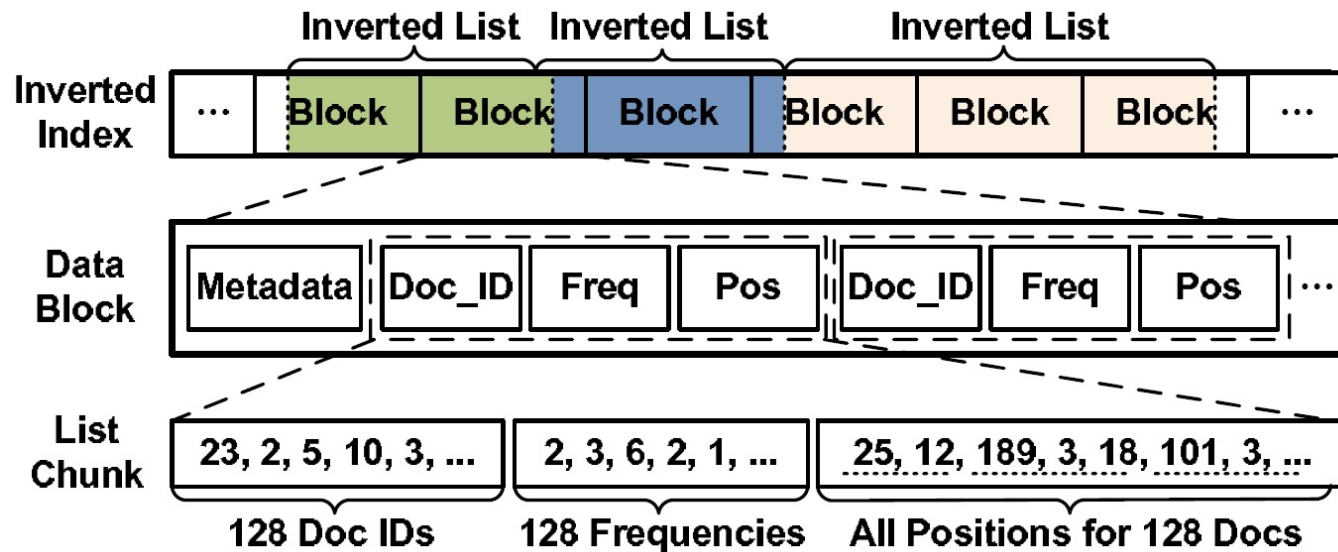 Inverted List Inverted List Inverted List
Inverted Index
... Block Block Block Block Block Block ...
Data Block
Metadata Doc_ID Freq Pos Doc_ID Freq Pos ...
List Chunk
23, 2, 5, 10, 3, ... 2, 3, 6, 2, 1, ... 25, 12, 189, 3, 18, 101, 3, ...
128 Doc IDs 128 Frequencies All Positions for 128 Docs